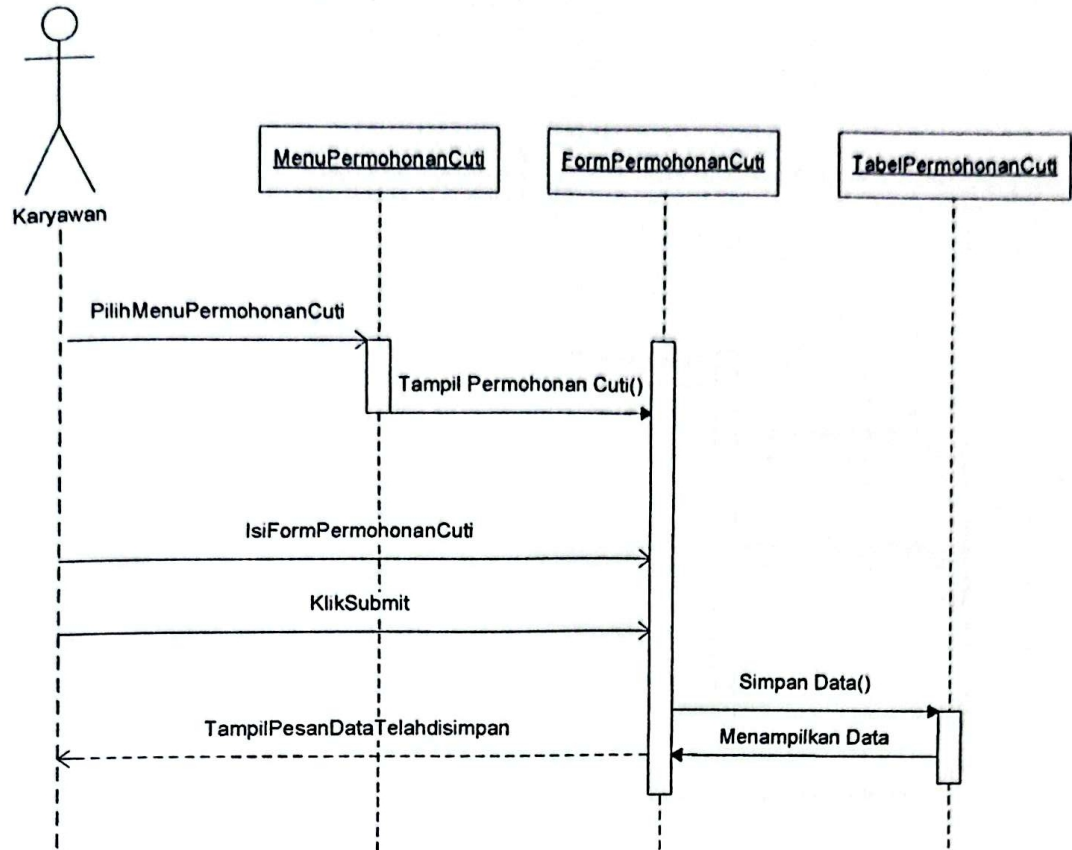 MenuPermohonanCuti
FormPermohonanCuti
TabelPermohonanCuti
Karyawan
PilihMenuPermohonanCuti
Tampil Permohonan Cuti()
IsiFormPermohonanCuti
KlikSubmit
Simpan Data()
TampilPesanDataTelahdisimpan
Menampilkan Data